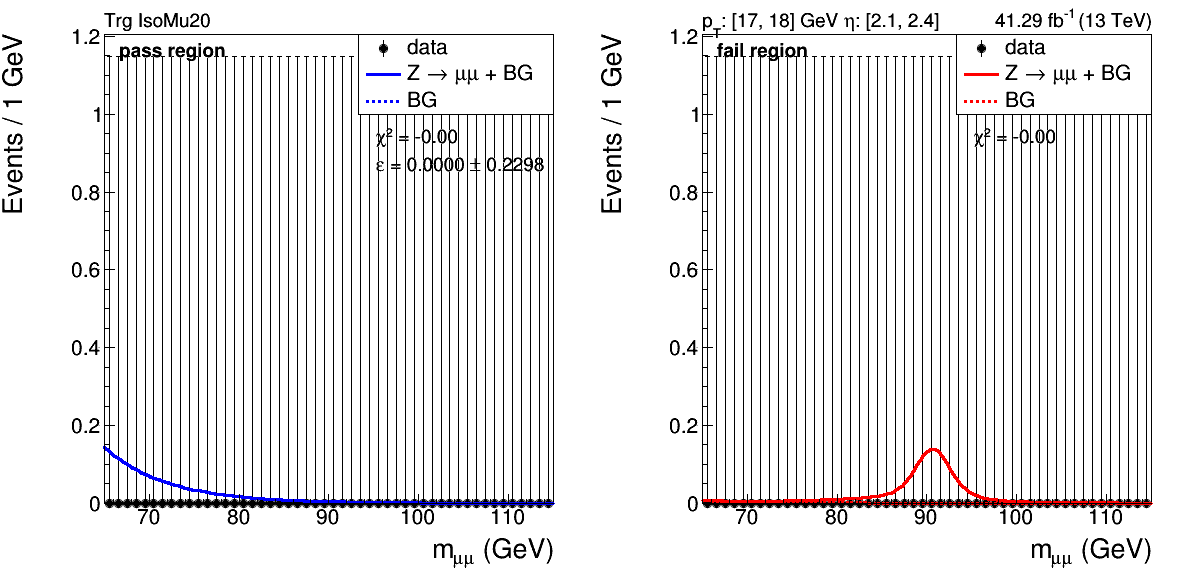 Trg IsoMu20
pass region
data
Z → μμ + BG
BG
χ² = -0.00
ε = 0.0000 ± 0.2298
Events / 1 GeV
1.2
1
0.8
0.6
0.4
0.2
0
70 80 90 100 110
mμμ (GeV)
pT: [17, 18] GeV η: [2.1, 2.4] 41.29 fb-1 (13 TeV)
fail region
data
Z → μμ + BG
BG
χ² = -0.00
Events / 1 GeV
1.2
1
0.8
0.6
0.4
0.2
0
70 80 90 100 110
mμμ (GeV)